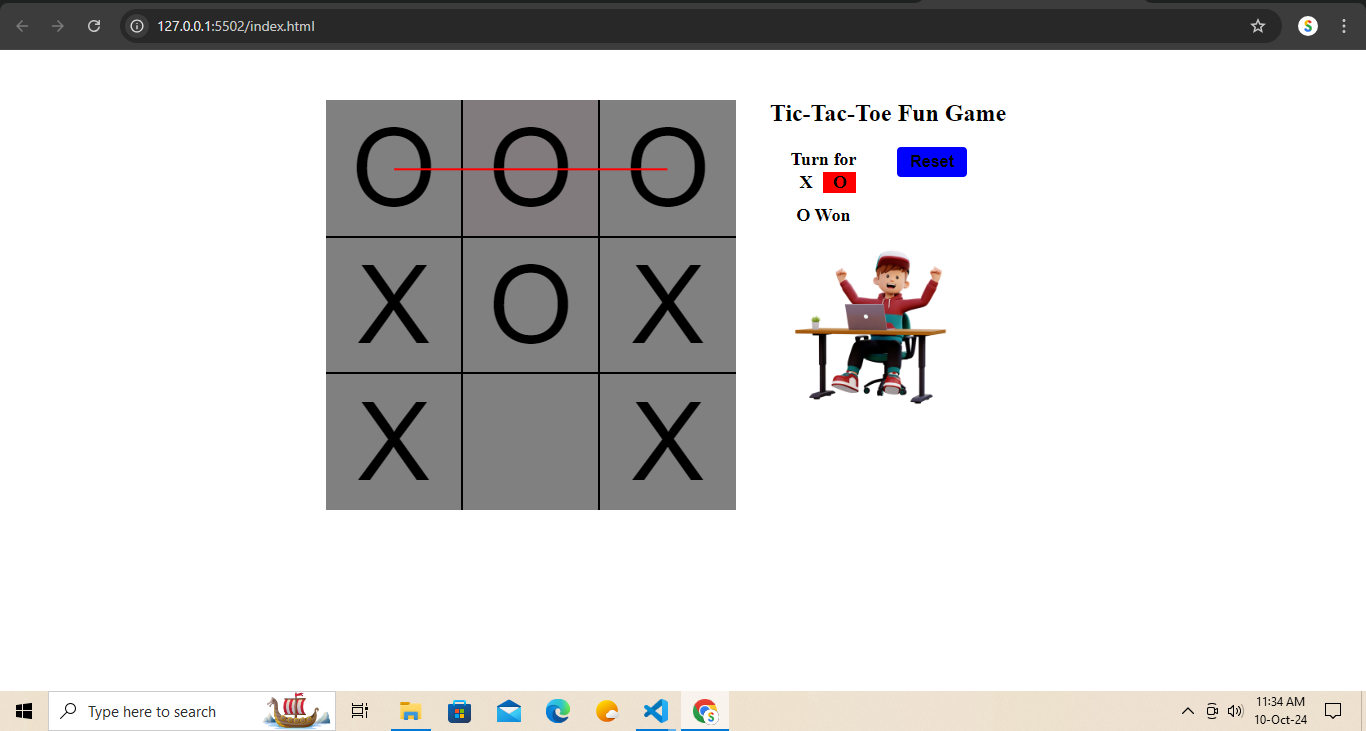 127.0.0.1:5502/index.html
O O O
X O X
X X
Tic-Tac-Toe Fun Game
Turn for
X O
Reset
O Won
Type here to search
11:34 AM
10-Oct-24